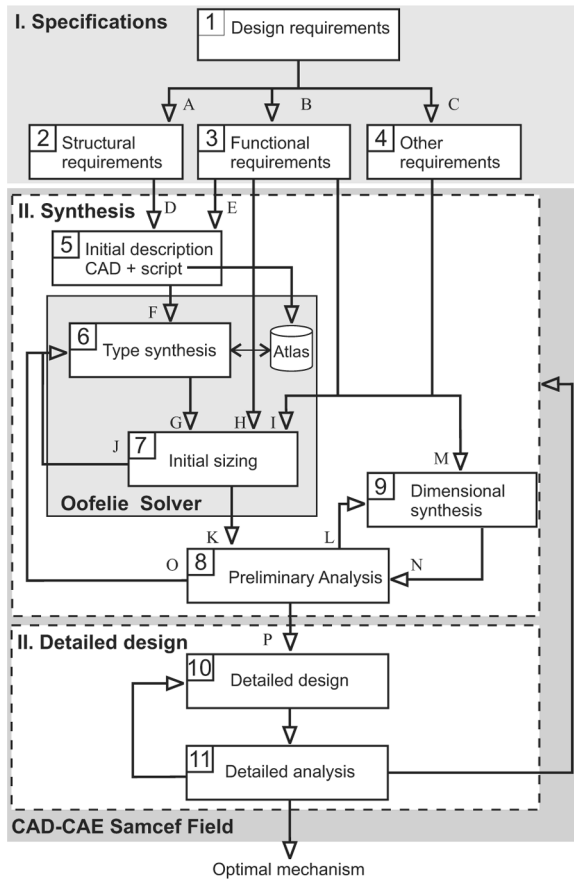 I. Specifications
1
Design requirements
A
B
C
2
Structural
requirements
3
Functional
requirements
4
Other
requirements
II. Synthesis
D
E
5
Initial description
CAD + script
F
6
Type synthesis
Atlas
G
H
I
J
7
Initial sizing
M
Oofelie Solver
9
Dimensional
synthesis
K
L
O
8
Preliminary Analysis
N
P
II. Detailed design
10
Detailed design
11
Detailed analysis
CAD-CAE Samcef Field
Optimal mechanism